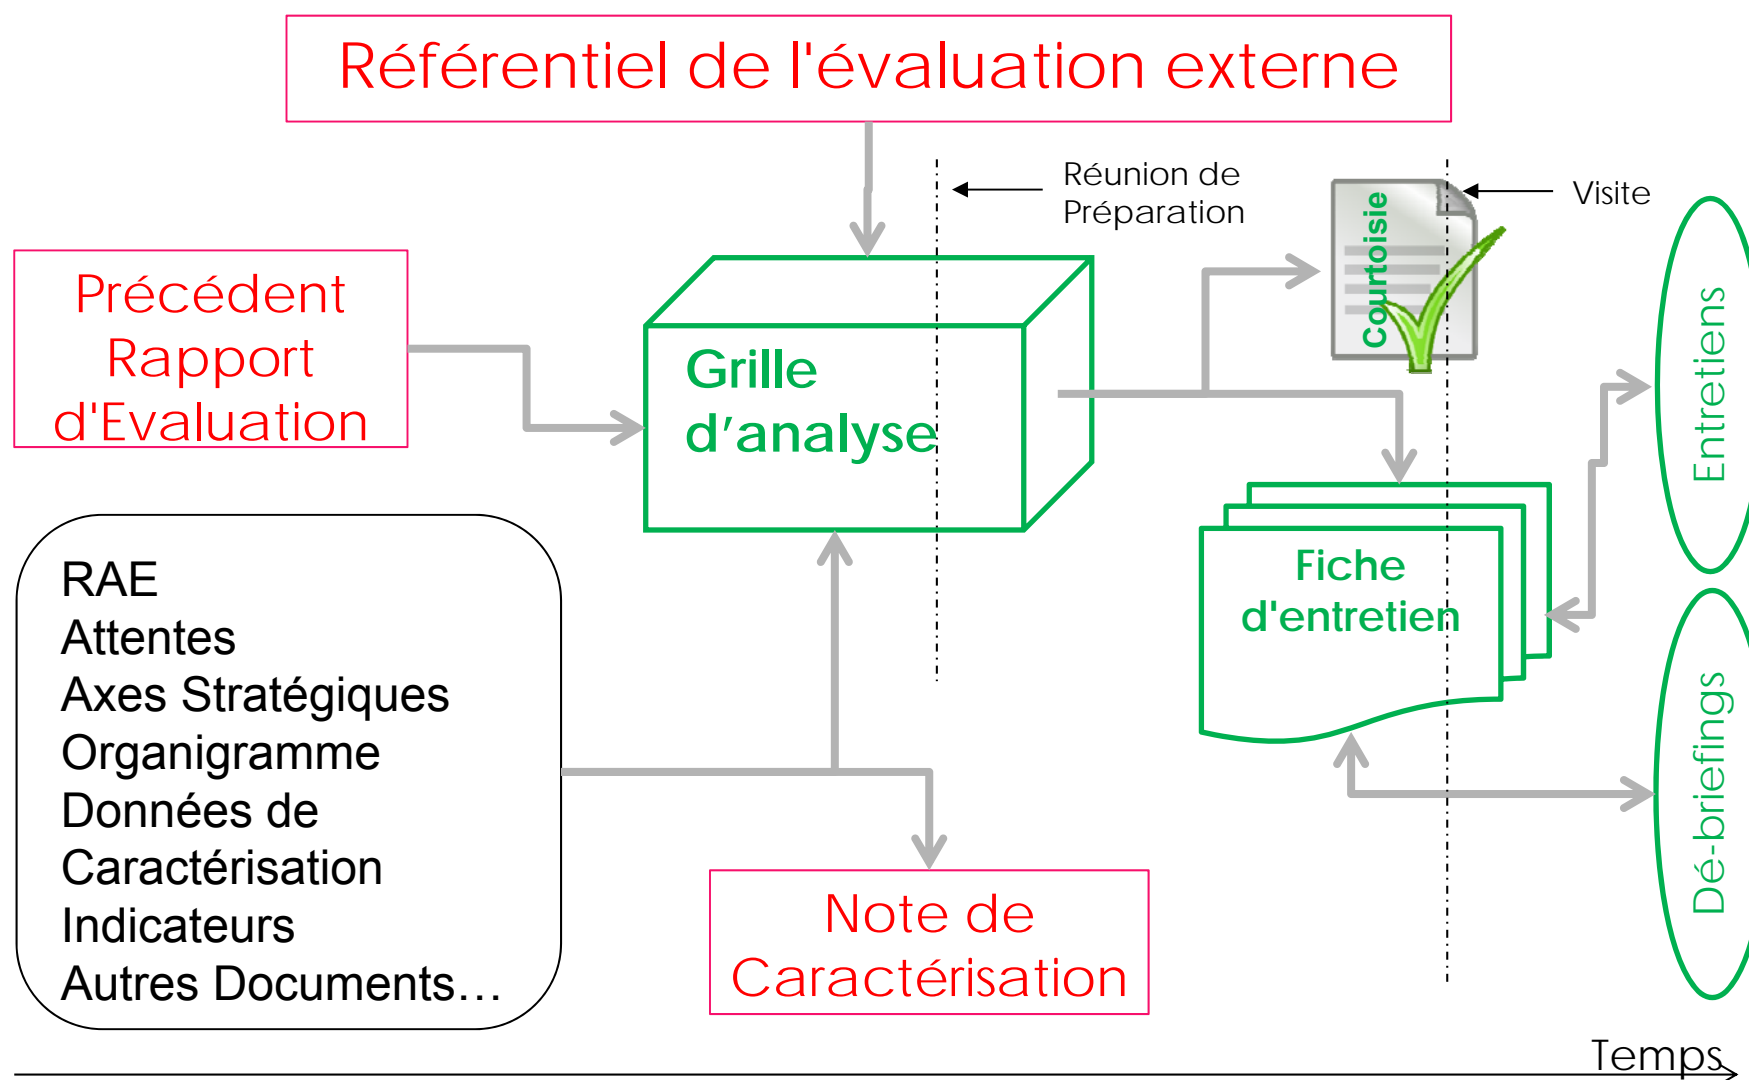 Référentiel de l'évaluation externe
Réunion de
Préparation
Visite
Courtoisie
Précédent
Rapport
d'Evaluation
Grille
d’analyse
Entretiens
RAE
Attentes
Axes Stratégiques
Organigramme
Données de
Caractérisation
Indicateurs
Autres Documents…
Fiche
d'entretien
Dé-briefings
Note de
Caractérisation
Temps